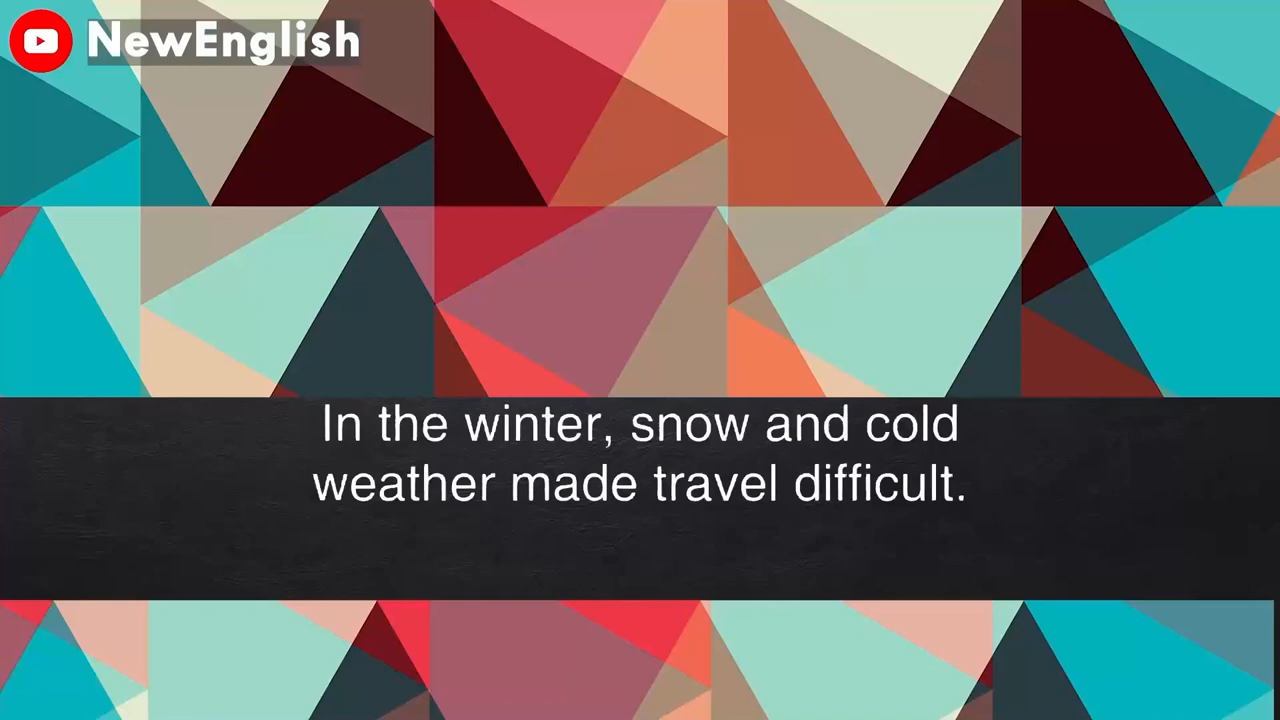 NewEnglish
In the winter, snow and cold
weather made travel difficult.